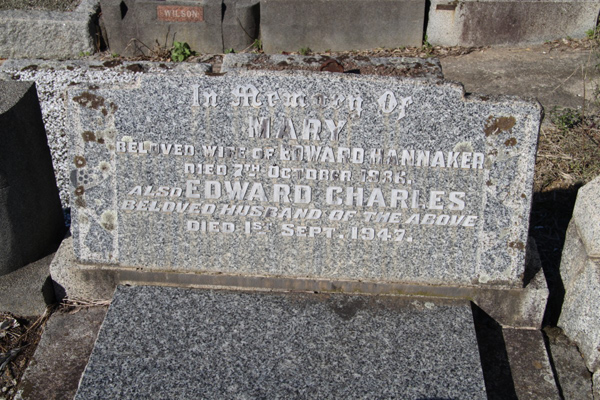 WILSON
In Memory Of
MARY
BELOVED WIFE OF EDWARD HANNAKER
DIED 7TH OCTOBER
ALSO EDWARD CHARLES
BELOVED HUSBAND OF THE ABOVE
DIED 1ST SEPT. 1947.